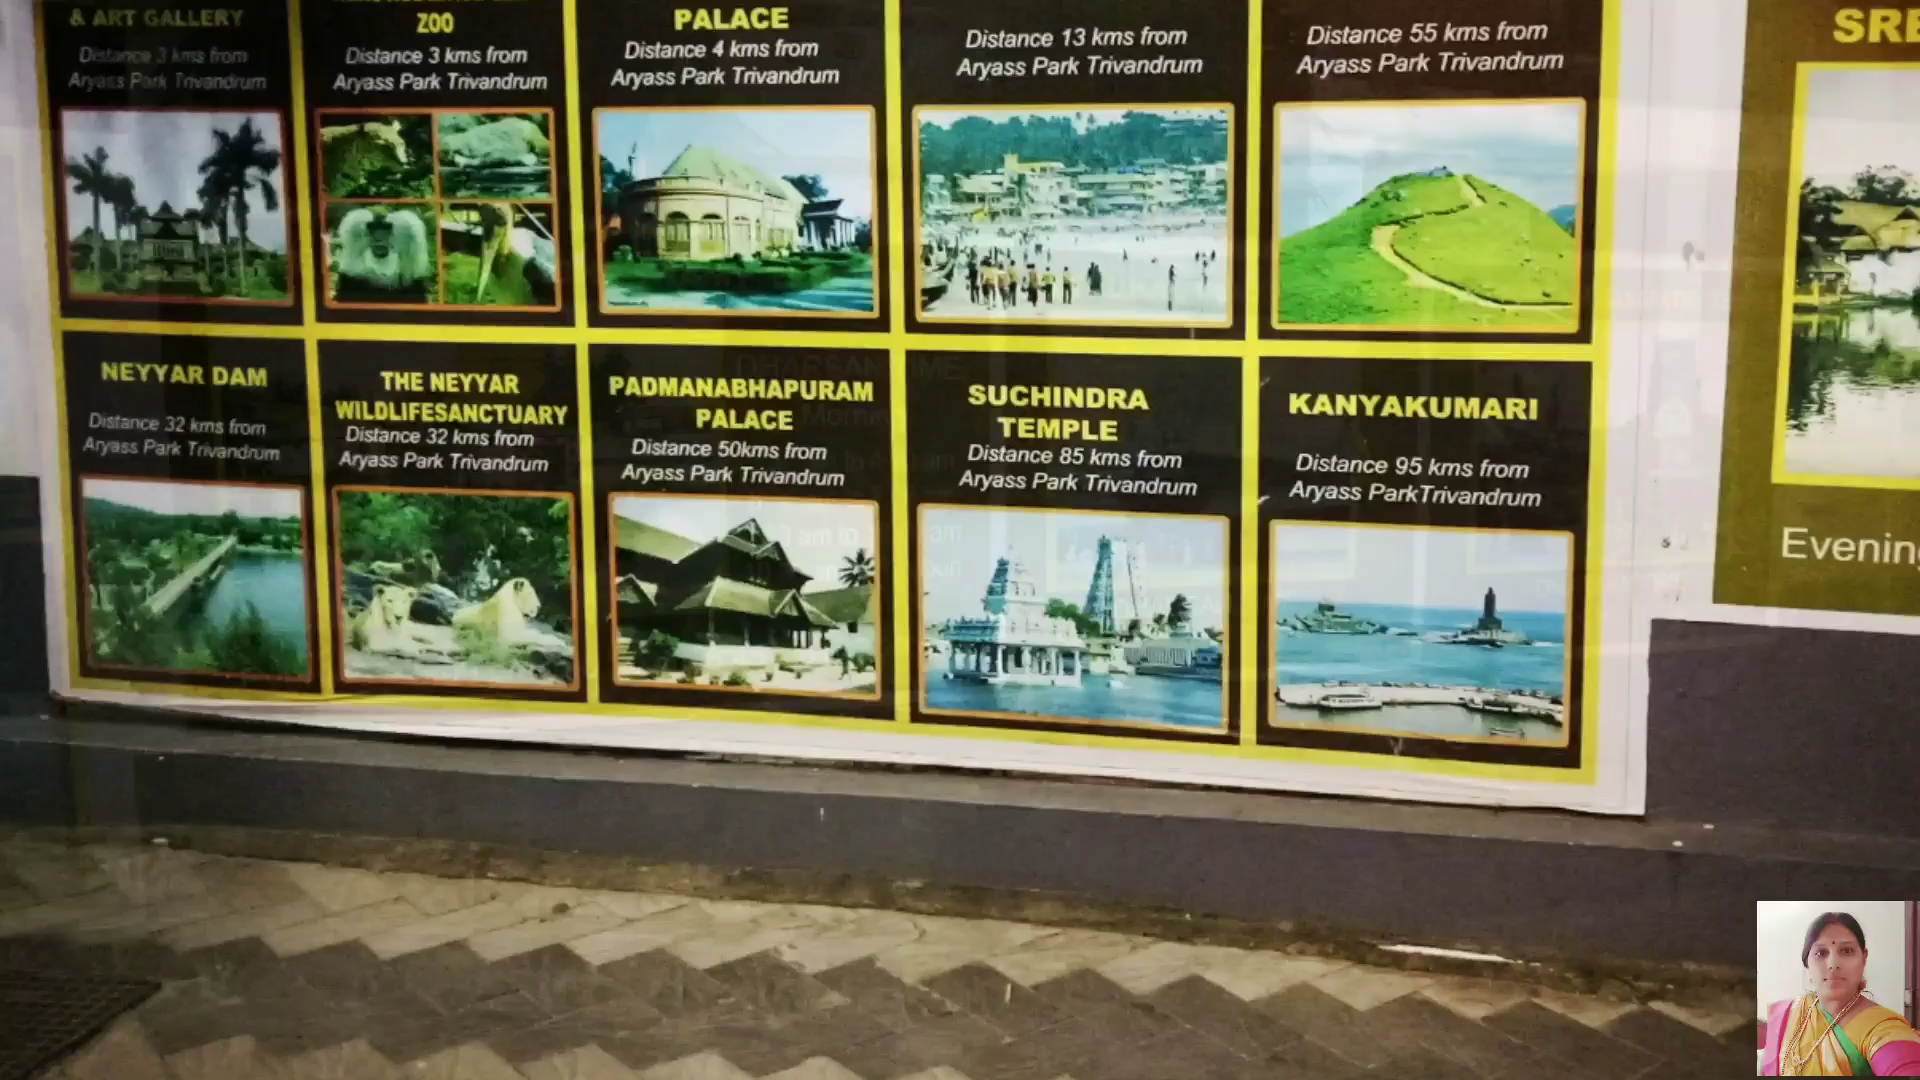 & ART GALLERY
Distance 3 kms from
Aryass Park Trivandrum
ZOO
Distance 3 kms from
Aryass Park Trivandrum
PALACE
Distance 4 kms from
Aryass Park Trivandrum
Distance 13 kms from
Aryass Park Trivandrum
Distance 55 kms from
Aryass Park Trivandrum
SRE
NEYYAR DAM
Distance 32 kms from
Aryass Park Trivandrum
THE NEYYAR
WILDLIFESANCTUARY
Distance 32 kms from
Aryass Park Trivandrum
PADMANABHAPURAM
PALACE
Distance 50kms from
Aryass Park Trivandrum
SUCHINDRA
TEMPLE
Distance 85 kms from
Aryass Park Trivandrum
KANYAKUMARI
Distance 95 kms from
Aryass ParkTrivandrum
Evening